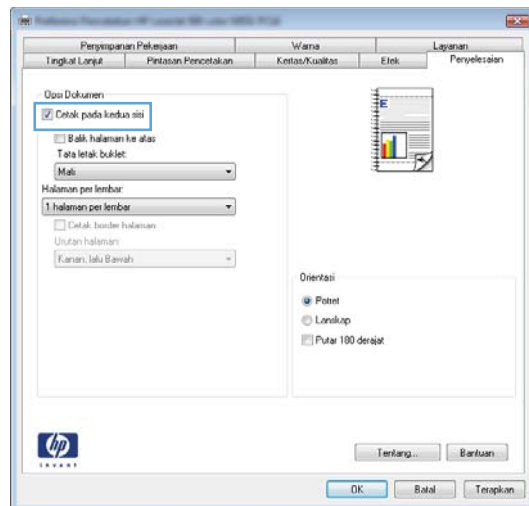 Penyimpanan Pekerjaan Warna Layanan
Tingkat Lanjut Pintasan Pencetakan Kertas/Kualitas Efek Penyelesaian
Opsi Dokumen
Cetak pada kedua sisi
Balik halaman ke atas
Tata letak buklet:
Mati
Halaman per lembar:
1 halaman per lembar
Cetak border halaman
Urutan halaman:
Kanan, lalu Bawah
E
Orientasi
Potret
Lanskap
Putar 180 derajat
hp
invent
Tentang... Bantuan
OK Batal Terapkan